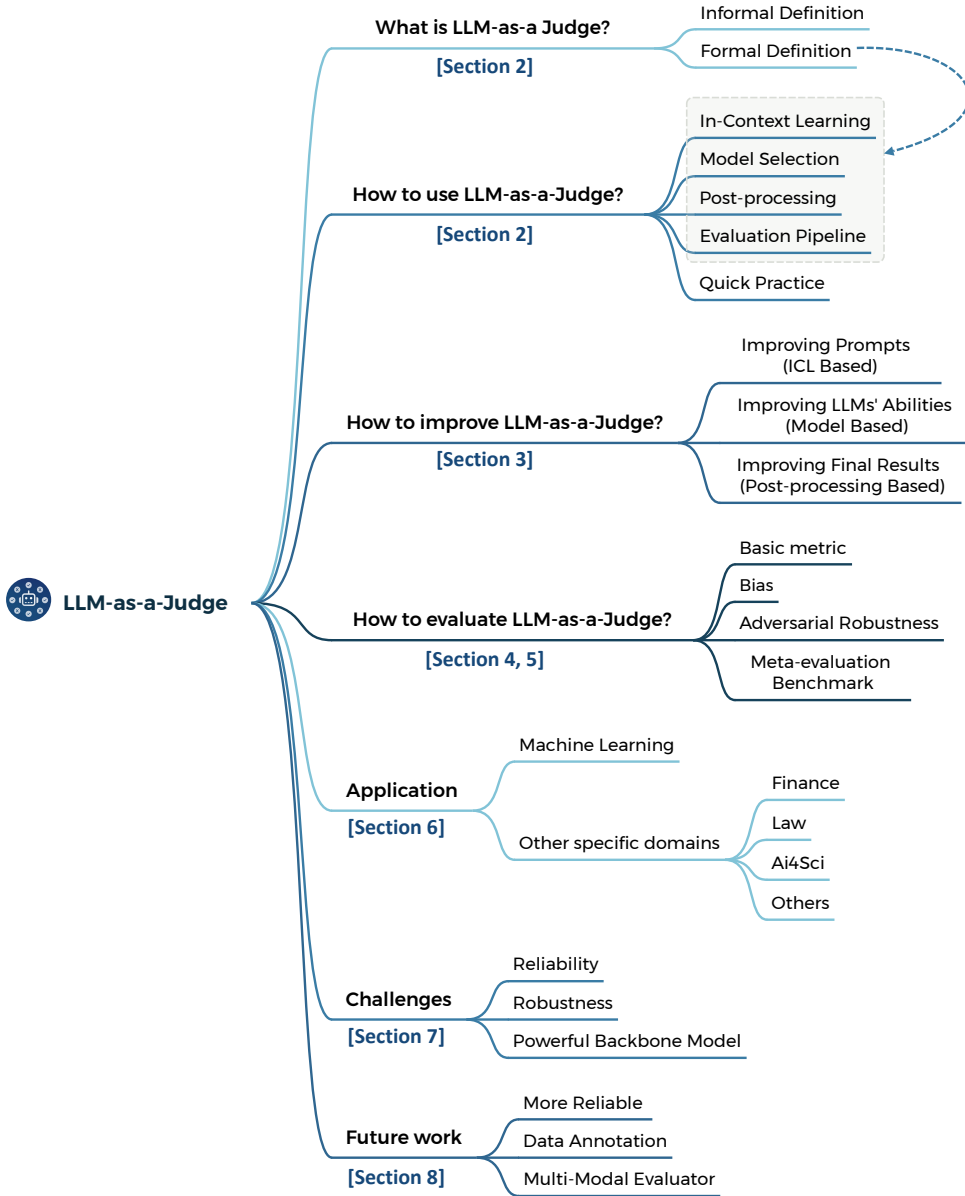 LLM-as-a-Judge
What is LLM-as-a Judge?
[Section 2]
Informal Definition
Formal Definition
How to use LLM-as-a-Judge?
[Section 2]
In-Context Learning
Model Selection
Post-processing
Evaluation Pipeline
Quick Practice
How to improve LLM-as-a-Judge?
[Section 3]
Improving Prompts
(ICL Based)
Improving LLMs' Abilities
(Model Based)
Improving Final Results
(Post-processing Based)
How to evaluate LLM-as-a-Judge?
[Section 4, 5]
Basic metric
Bias
Adversarial Robustness
Meta-evaluation
Benchmark
Application
[Section 6]
Machine Learning
Other specific domains
Finance
Law
Ai4Sci
Others
Challenges
[Section 7]
Reliability
Robustness
Powerful Backbone Model
Future work
[Section 8]
More Reliable
Data Annotation
Multi-Modal Evaluator